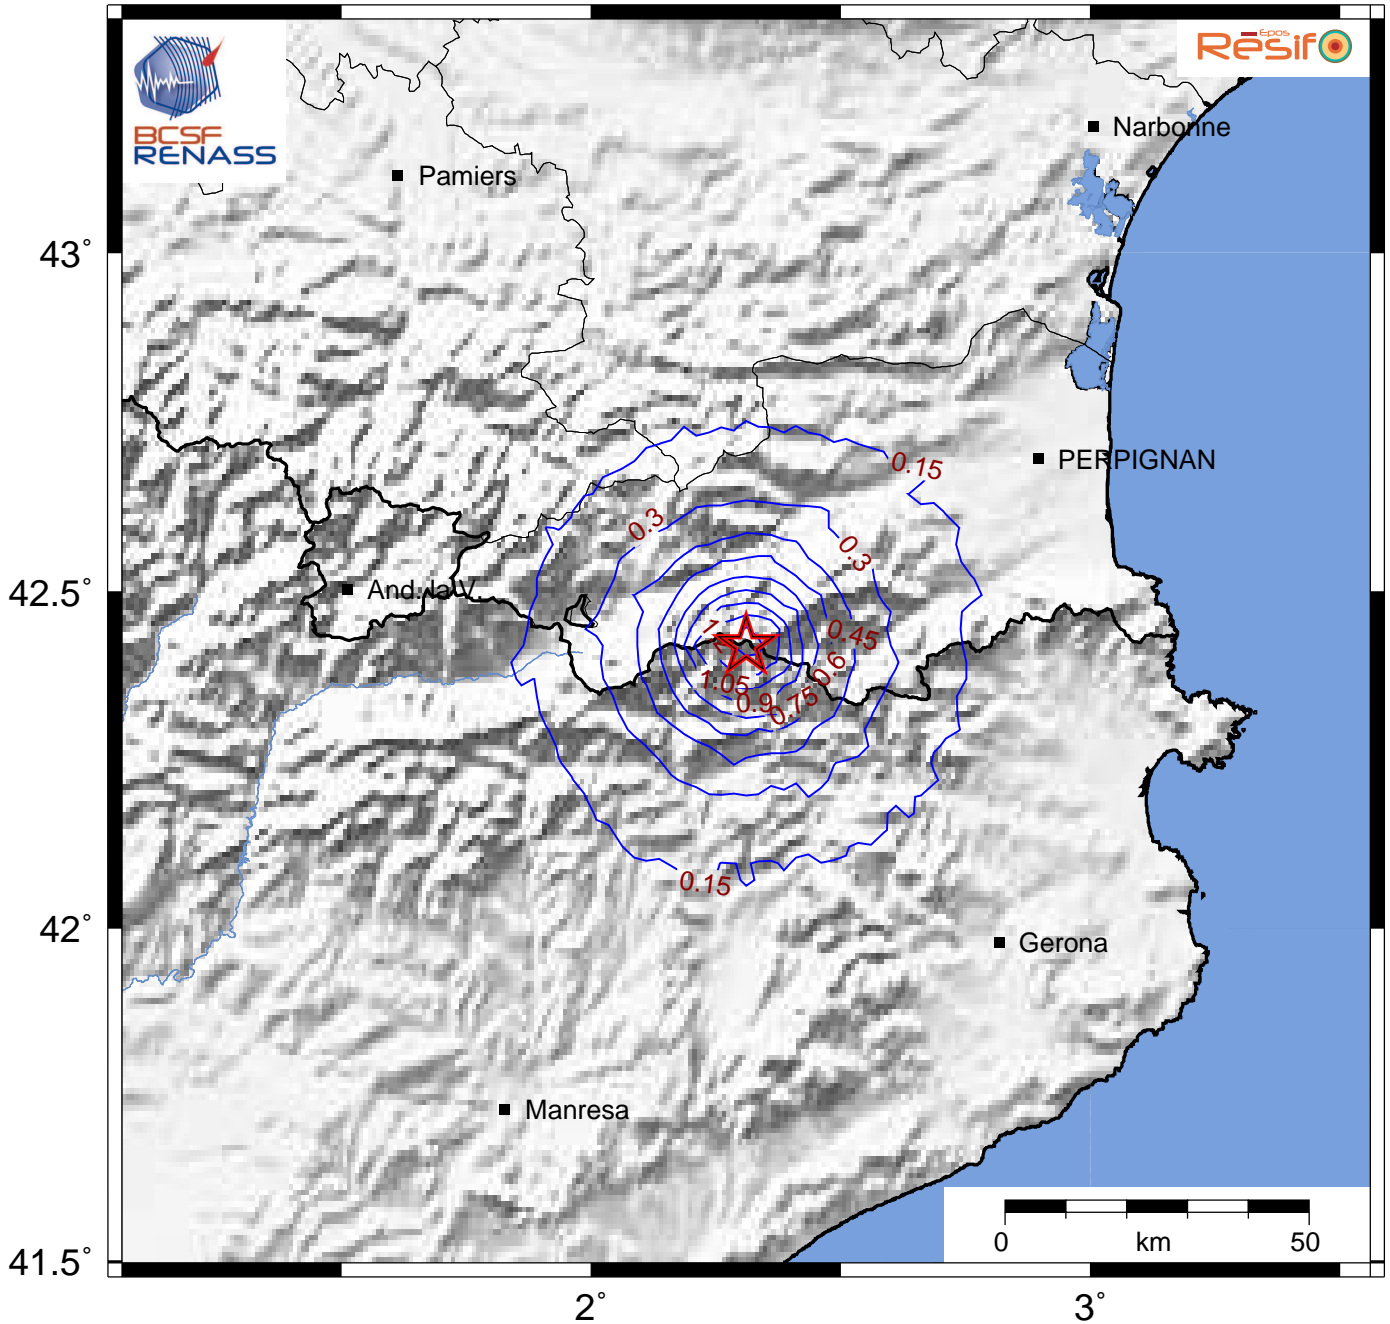 BCSF
RENASS
Epos
Résif
Narbonne
Pamiers
43°
0.15
PERPIGNAN
0.3
0.3
42.5°
And. la V.
0.45
0.6
1.05
0.9
0.75
0.15
42°
Gerona
Manresa
0 km 50
41.5°
2° 3°